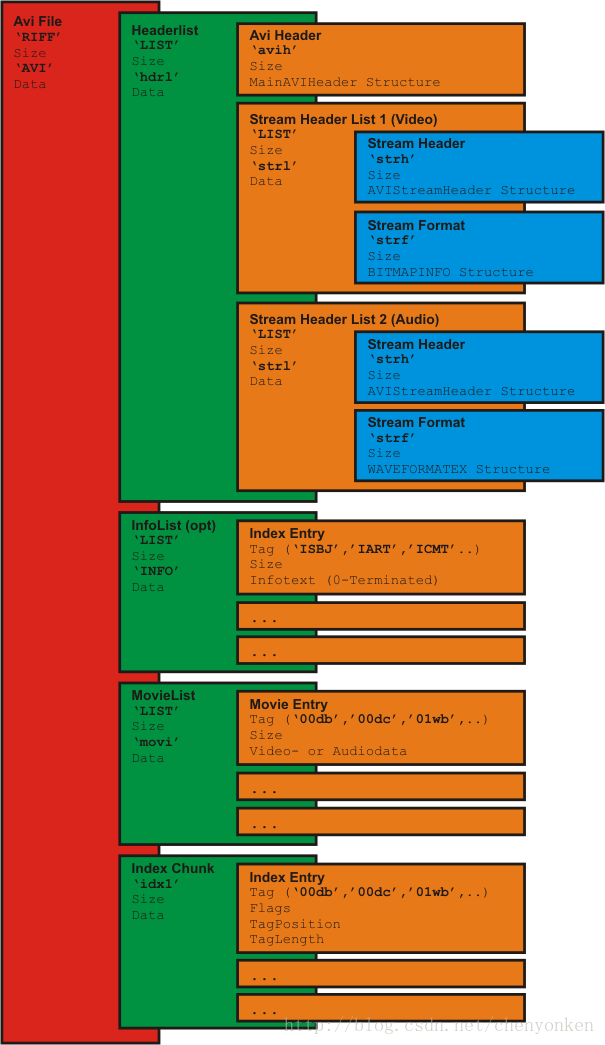 Avi File
‘RIFF’
Size
‘AVI’
Data
Headerlist
‘LIST’
Size
‘hdrl’
Data
Avi Header
‘avih’
Size
MainAVIHeader Structure
Stream Header List 1 (Video)
‘LIST’
Size
‘strl’
Data
Stream Header
‘strh’
Size
AVIStreamHeader Structure
Stream Format
‘strf’
Size
BITMAPINFO Structure
Stream Header List 2 (Audio)
‘LIST’
Size
‘strl’
Data
Stream Header
‘strh’
Size
AVIStreamHeader Structure
Stream Format
‘strf’
Size
WAVEFORMATEX Structure
InfoList (opt)
‘LIST’
Size
‘INFO’
Data
Index Entry
Tag (‘ISBJ’,’IART’,’ICMT’..)
Size
Infotext (0-Terminated)
...
...
MovieList
‘LIST’
Size
‘movi’
Data
Movie Entry
Tag (‘00db’,’00dc’,’01wb’,..)
Size
Video- or Audiodata
...
...
Index Chunk
‘idx1’
Size
Data
Index Entry
Tag (‘00db’,’00dc’,’01wb’,..)
Flags
TagPosition
TagLength
...
...
http://blog.csdn.net/chenyonken